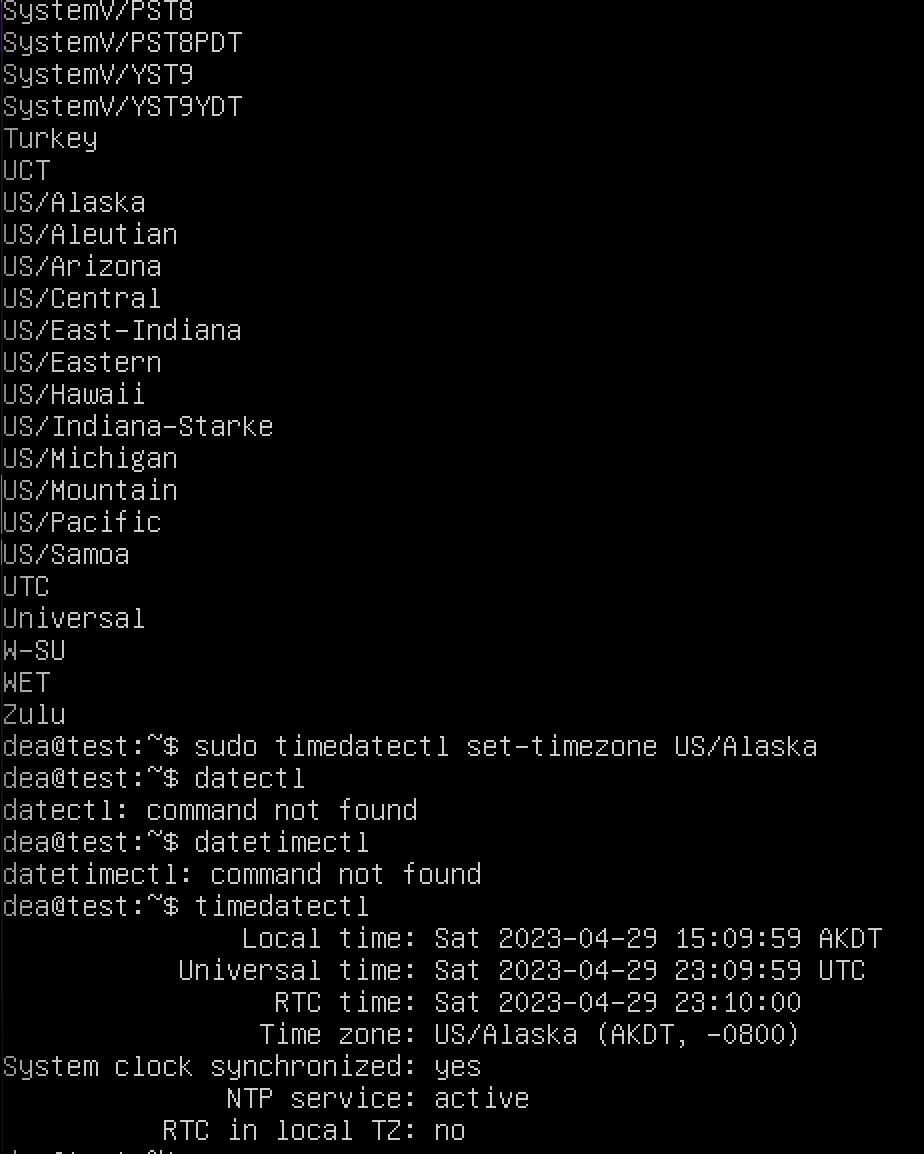 SystemV/PST8
SystemV/PST8PDT
SystemV/YST9
SystemV/YST9YDT
Turkey
UCT
US/Alaska
US/Aleutian
US/Arizona
US/Central
US/East-Indiana
US/Eastern
US/Hawaii
US/Indiana-Starke
US/Michigan
US/Mountain
US/Pacific
US/Samoa
UTC
Universal
W-SU
WET
Zulu
dea@test:~$ sudo timedatectl set-timezone US/Alaska
dea@test:~$ datectl
datectl: command not found
dea@test:~$ datetimectl
datetimectl: command not found
dea@test:~$ timedatectl
Local time: Sat 2023-04-29 15:09:59 AKDT
Universal time: Sat 2023-04-29 23:09:59 UTC
RTC time: Sat 2023-04-29 23:10:00
Time zone: US/Alaska (AKDT, -0800)
System clock synchronized: yes
NTP service: active
RTC in local TZ: no